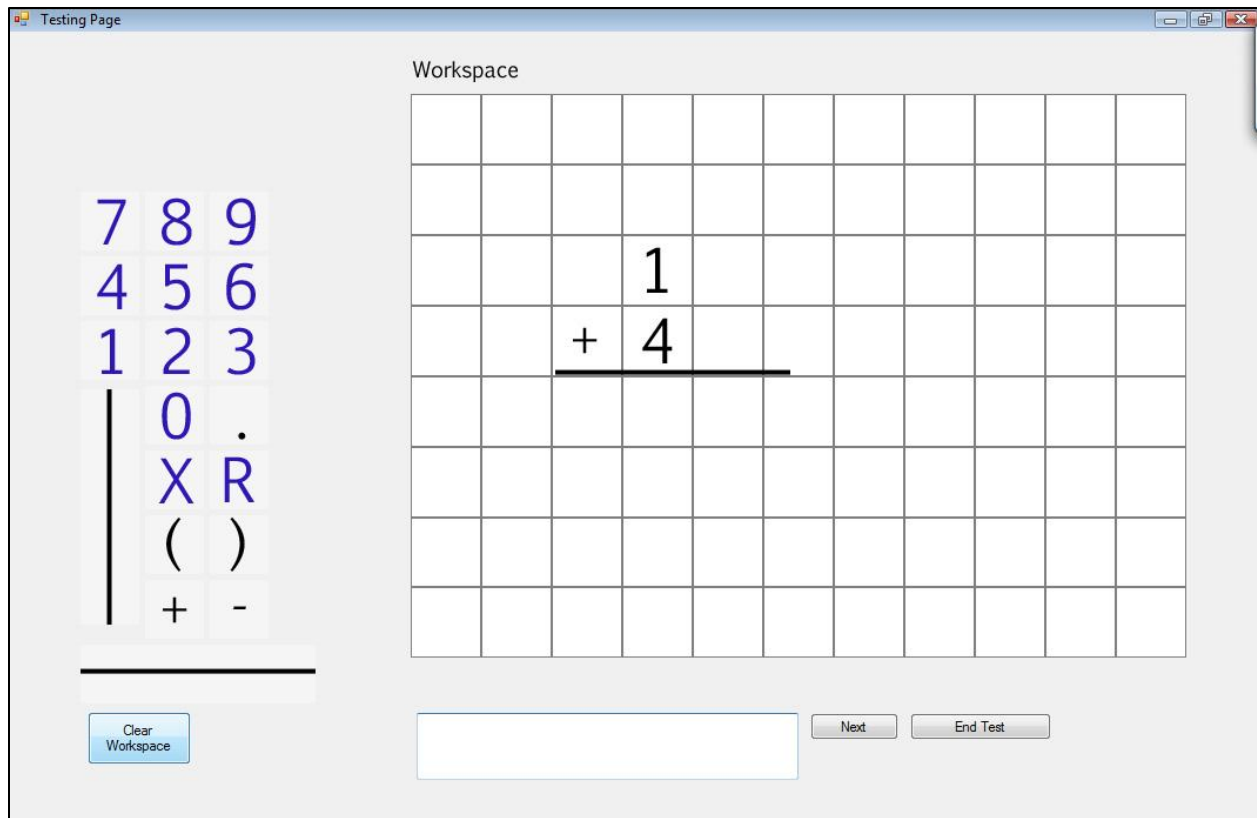 Testing Page
Workspace
7 8 9
4 5 6
1 2 3
0 .
X R
( )
+ -
1
+ 4
Clear
Workspace
Next
End Test